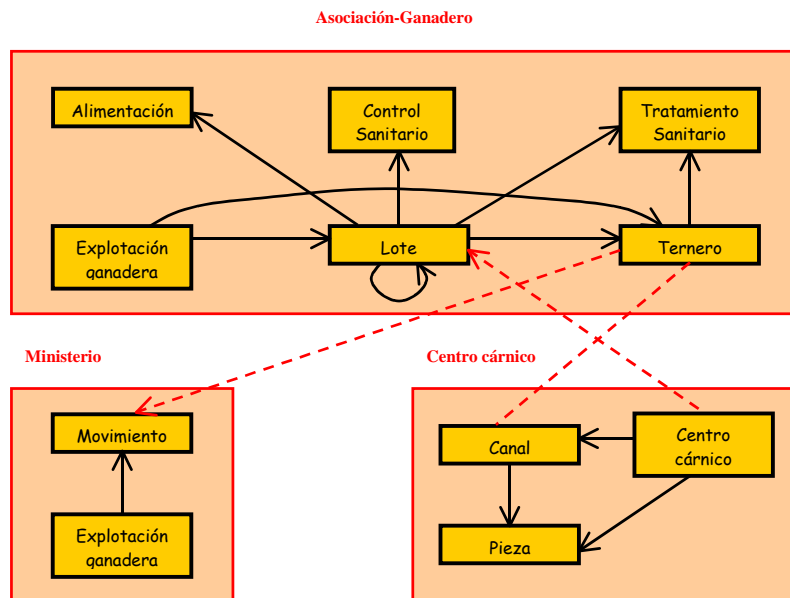 Asociación-Ganadero
Alimentación
Control
Sanitario
Tratamiento
Sanitario
Explotación
ganadera
Lote
Ternero
Ministerio
Centro cárnico
Movimiento
Explotación
ganadera
Canal
Centro
cárnico
Pieza